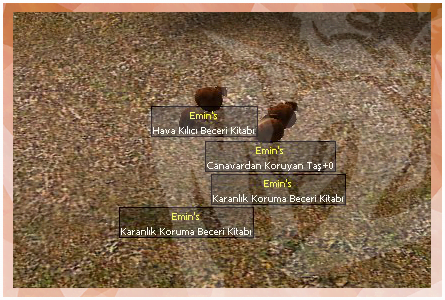 Emin's
Hava Kılıcı Beceri Kitabı
Emin's
Canavardan Koruyan Taş+0
Emin's
Karanlık Koruma Beceri Kitabı
Emin's
Karanlık Koruma Beceri Kitabı